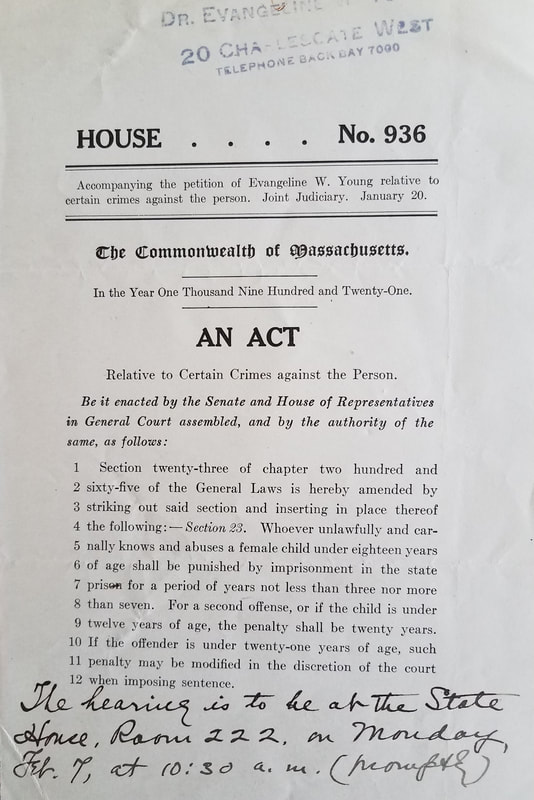 DR. EVANGELINE
20 CHARLESGATE WEST
TELEPHONE BACK BAY 7000
HOUSE . . . . No. 936
Accompanying the petition of Evangeline W. Young relative to
certain crimes against the person. Joint Judiciary. January 20.
The Commonwealth of Massachusetts.
In the Year One Thousand Nine Hundred and Twenty-One.
AN ACT
Relative to Certain Crimes against the Person.
Be it enacted by the Senate and House of Representatives
in General Court assembled, and by the authority of the
same, as follows:
1 Section twenty-three of chapter two hundred and
2 sixty-five of the General Laws is hereby amended by
3 striking out said section and inserting in place thereof
4 the following: — Section 23. Whoever unlawfully and car-
5 nally knows and abuses a female child under eighteen years
6 of age shall be punished by imprisonment in the state
7 prison for a period of years not less than three nor more
8 than seven. For a second offense, or if the child is under
9 twelve years of age, the penalty shall be twenty years.
10 If the offender is under twenty-one years of age, such
11 penalty may be modified in the discretion of the court
12 when imposing sentence.
The hearing is to be at the State
House, Room 222, on Monday,
Feb. 7, at 10:30 a.m. (promptly)